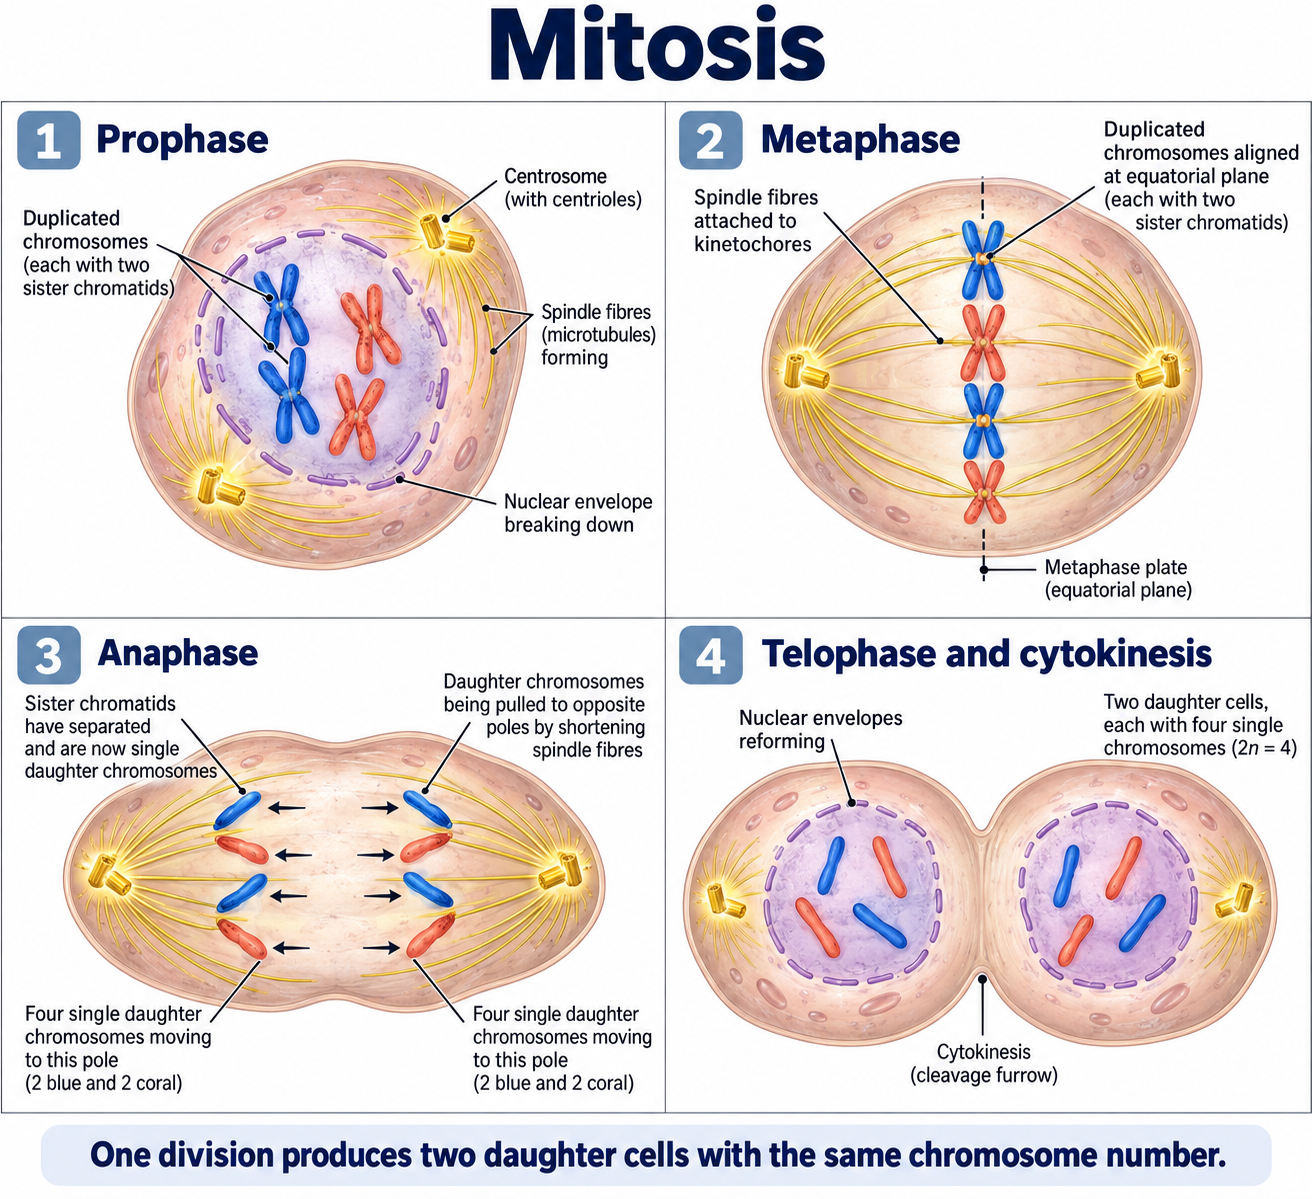 Mitosis
1 Prophase
Centrosome
(with centrioles)
Duplicated
chromosomes
(each with two
sister chromatids)
Spindle fibres
(microtubules)
forming
Nuclear envelope
breaking down
2 Metaphase
Duplicated
chromosomes aligned
at equatorial plane
(each with two
sister chromatids)
Spindle fibres
attached to
kinetochores
Metaphase plate
(equatorial plane)
3 Anaphase
Sister chromatids
have separated
and are now single
daughter chromosomes
Daughter chromosomes
being pulled to opposite
poles by shortening
spindle fibres
Four single daughter
chromosomes moving
to this pole
(2 blue and 2 coral)
Four single daughter
chromosomes moving
to this pole
(2 blue and 2 coral)
4 Telophase and cytokinesis
Nuclear envelopes
reforming
Two daughter cells,
each with four single
chromosomes (2n = 4)
Cytokinesis
(cleavage furrow)
One division produces two daughter cells with the same chromosome number.